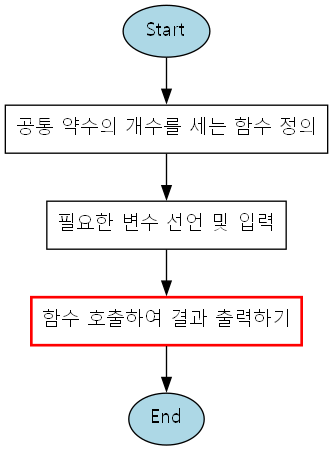 Start
공통 약수의 개수를 세는 함수 정의
필요한 변수 선언 및 입력
함수 호출하여 결과 출력하기
End